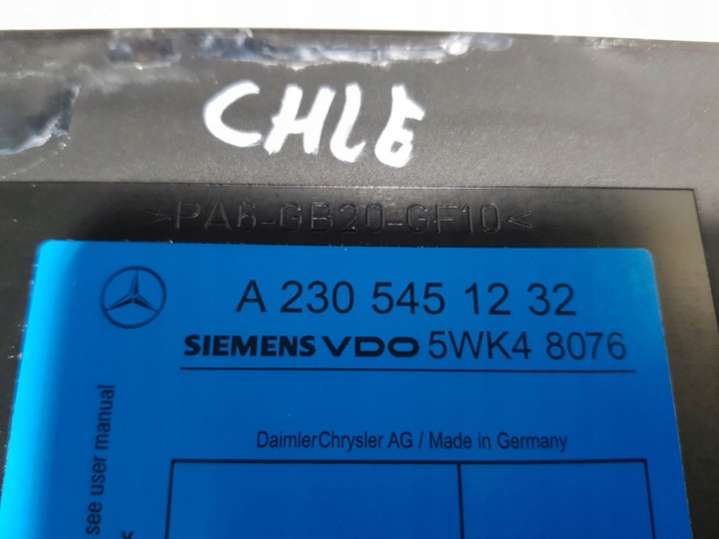 CHL6
>PA6-GB20-GF10<
A 230 545 12 32
SIEMENS VDO 5WK4 8076
DaimlerChrysler AG / Made in Germany
see user manual